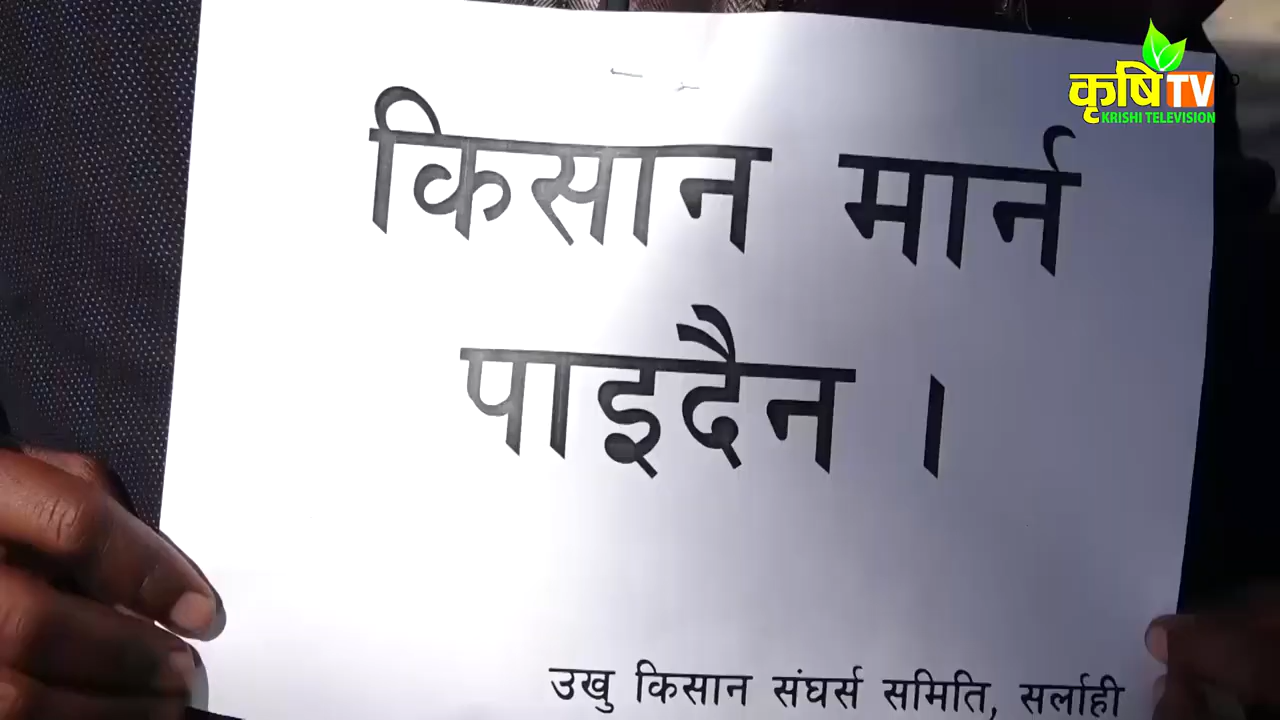 कृषि TV
KRISHI TELEVISION
किसान मार्न
पाइदैन ।
उखु किसान संघर्स समिति, सर्लाही